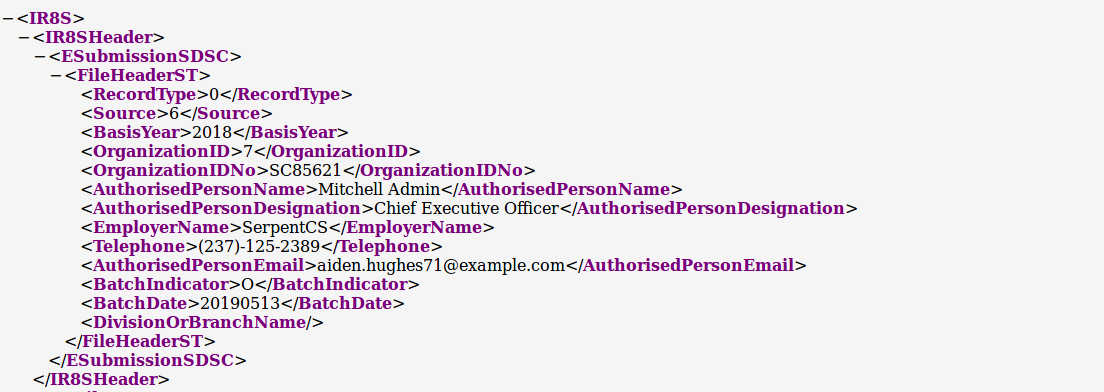 −<IR8S>
−<IR8SHeader>
−<ESubmissionSDSC>
−<FileHeaderST>
<RecordType>0</RecordType>
<Source>6</Source>
<BasisYear>2018</BasisYear>
<OrganizationID>7</OrganizationID>
<OrganizationIDNo>SC85621</OrganizationIDNo>
<AuthorisedPersonName>Mitchell Admin</AuthorisedPersonName>
<AuthorisedPersonDesignation>Chief Executive Officer</AuthorisedPersonDesignation>
<EmployerName>SerpentCS</EmployerName>
<Telephone>(237)-125-2389</Telephone>
<AuthorisedPersonEmail>aiden.hughes71@example.com</AuthorisedPersonEmail>
<BatchIndicator>O</BatchIndicator>
<BatchDate>20190513</BatchDate>
<DivisionOrBranchName/>
</FileHeaderST>
</ESubmissionSDSC>
</IR8SHeader>